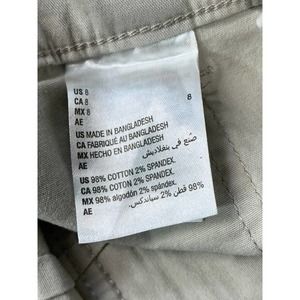 US 8
CA 8
MX 8
AE
8
US MADE IN BANGLADESH
CA FABRIQUÉ AU BANGLADESH
MX HECHO EN BANGLADESH
AE صنع في بنغلاديش
US 98% COTTON 2% SPANDEX.
CA 98% COTON 2% SPANDEX.
MX 98% algodón 2% spandex.
AE 98% قطن 2% سباندكس.